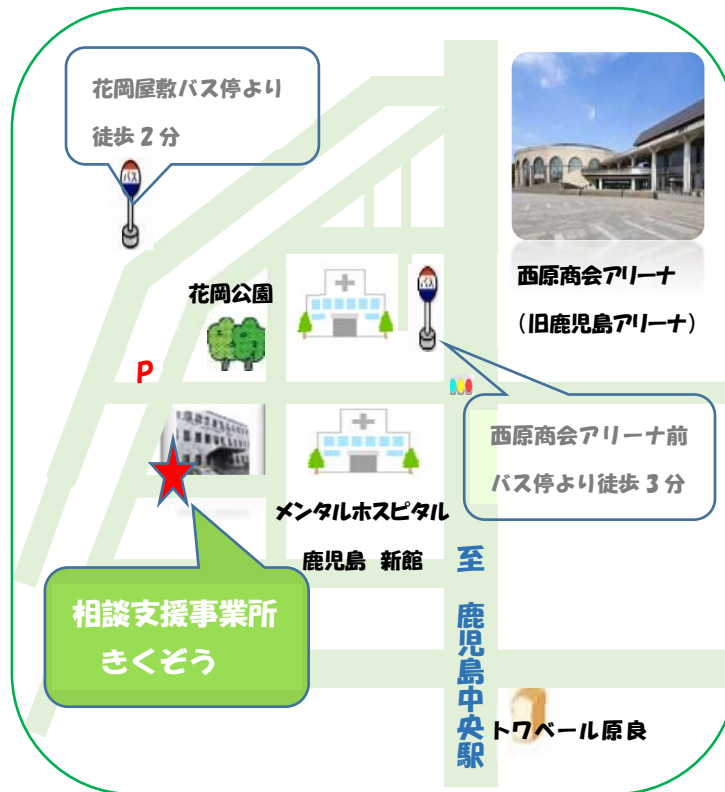 花岡屋敷バス停より
徒歩2分
バス
花岡公園
バス
西原商会アリーナ
（旧鹿児島アリーナ）
P
西原商会アリーナ前
バス停より徒歩3分
メンタルホスピタル
鹿児島 新館
相談支援事業所
きくぞう
至 鹿児島中央駅
トワベール原良